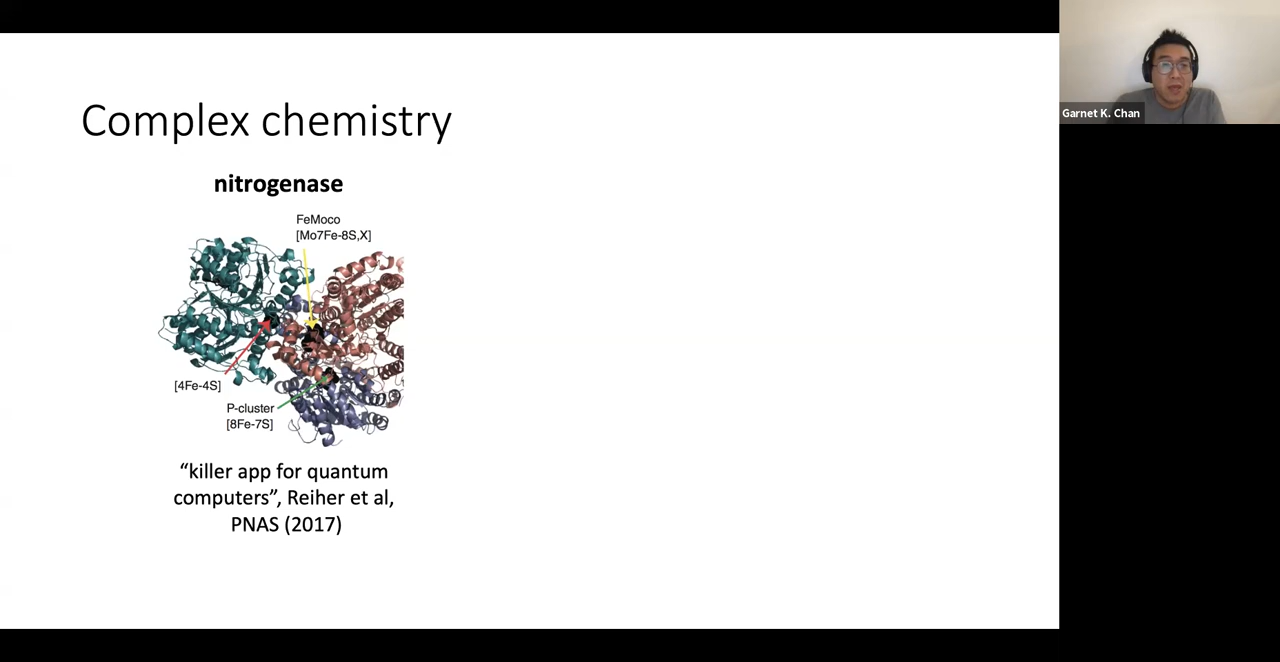 Complex chemistry
nitrogenase
FeMoco
[Mo7Fe-8S,X]
[4Fe-4S]
P-cluster
[8Fe-7S]
“killer app for quantum
computers”, Reiher et al,
PNAS (2017)
Garnet K. Chan